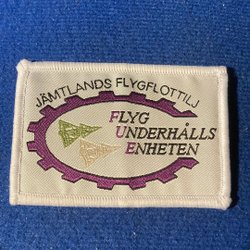 JÄMTLANDS FLYGFLOTTILJ
FLYG
UNDERHÅLLS
ENHETEN